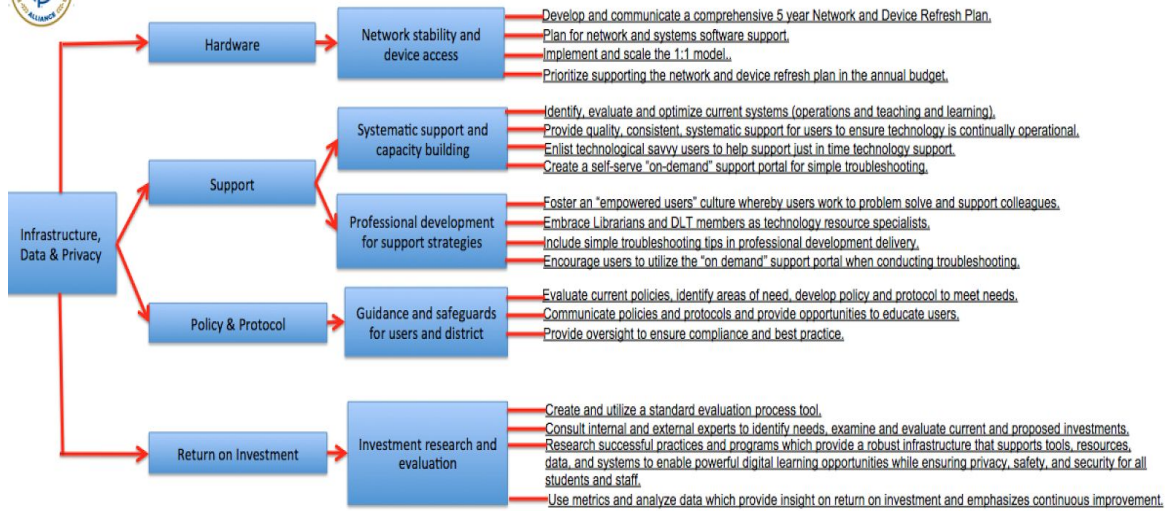 ALLIANCE
Develop and communicate a comprehensive 5 year Network and Device Refresh Plan.
Hardware
Network stability and
device access
Plan for network and systems software support.
Implement and scale the 1:1 model..
Prioritize supporting the network and device refresh plan in the annual budget.
Identify, evaluate and optimize current systems (operations and teaching and learning).
Systematic support and
capacity building
Provide quality, consistent, systematic support for users to ensure technology is continually operational.
Enlist technological savvy users to help support just in time technology support.
Create a self-serve “on-demand” support portal for simple troubleshooting.
Support
Foster an “empowered users” culture whereby users work to problem solve and support colleagues.
Professional development
for support strategies
Embrace Librarians and DLT members as technology resource specialists.
Include simple troubleshooting tips in professional development delivery.
Encourage users to utilize the “on demand” support portal when conducting troubleshooting.
Infrastructure,
Data & Privacy
Evaluate current policies, identify areas of need, develop policy and protocol to meet needs.
Policy & Protocol
Guidance and safeguards
for users and district
Communicate policies and protocols and provide opportunities to educate users.
Provide oversight to ensure compliance and best practice.
Create and utilize a standard evaluation process tool.
Consult internal and external experts to identify needs, examine and evaluate current and proposed investments.
Return on Investment
Investment research and
evaluation
Research successful practices and programs which provide a robust infrastructure that supports tools, resources,
data, and systems to enable powerful digital learning opportunities while ensuring privacy, safety, and security for all
students and staff.
Use metrics and analyze data which provide insight on return on investment and emphasizes continuous improvement.